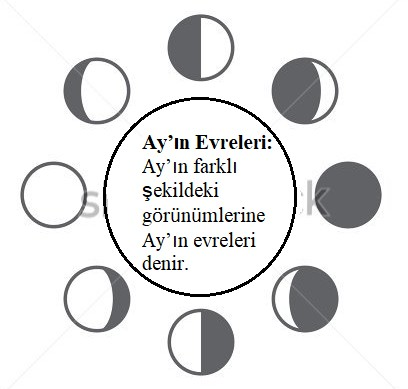 Ay'ın Evreleri:
Ay'ın farklı
şekildeki
görünümlerine
Ay'ın evreleri
denir.